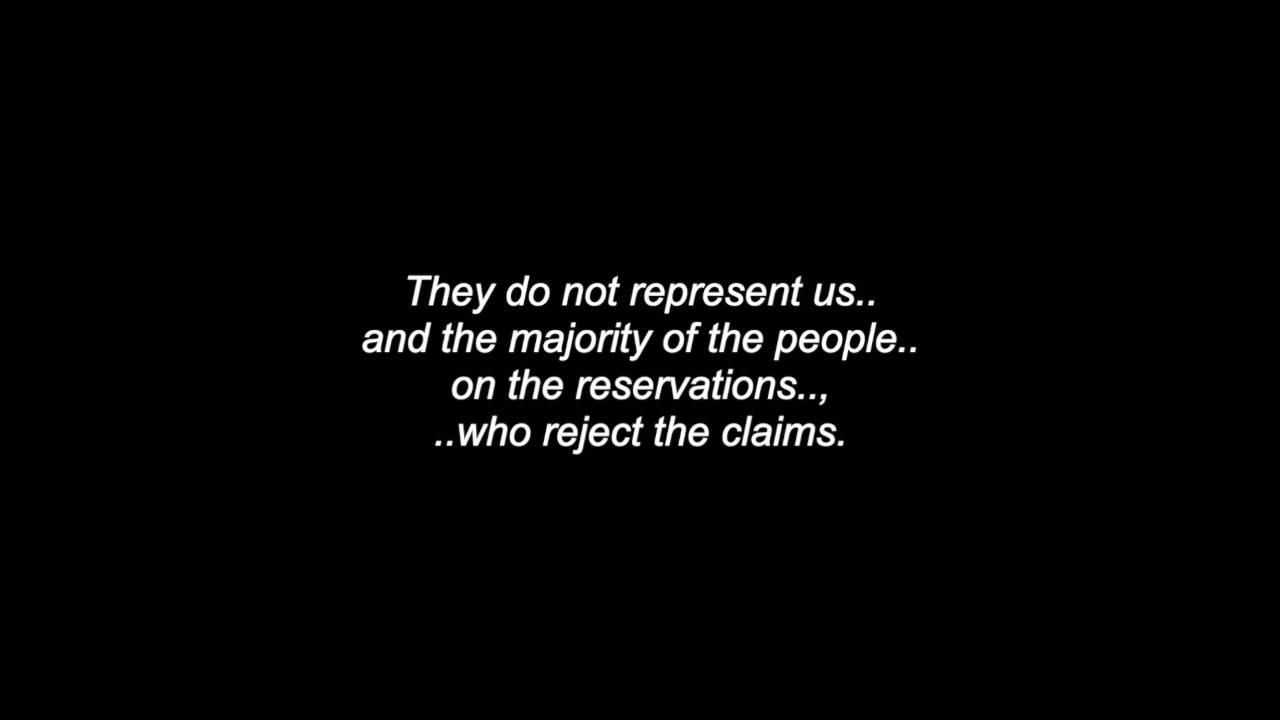 They do not represent us..
and the majority of the people..
on the reservations..,
..who reject the claims.